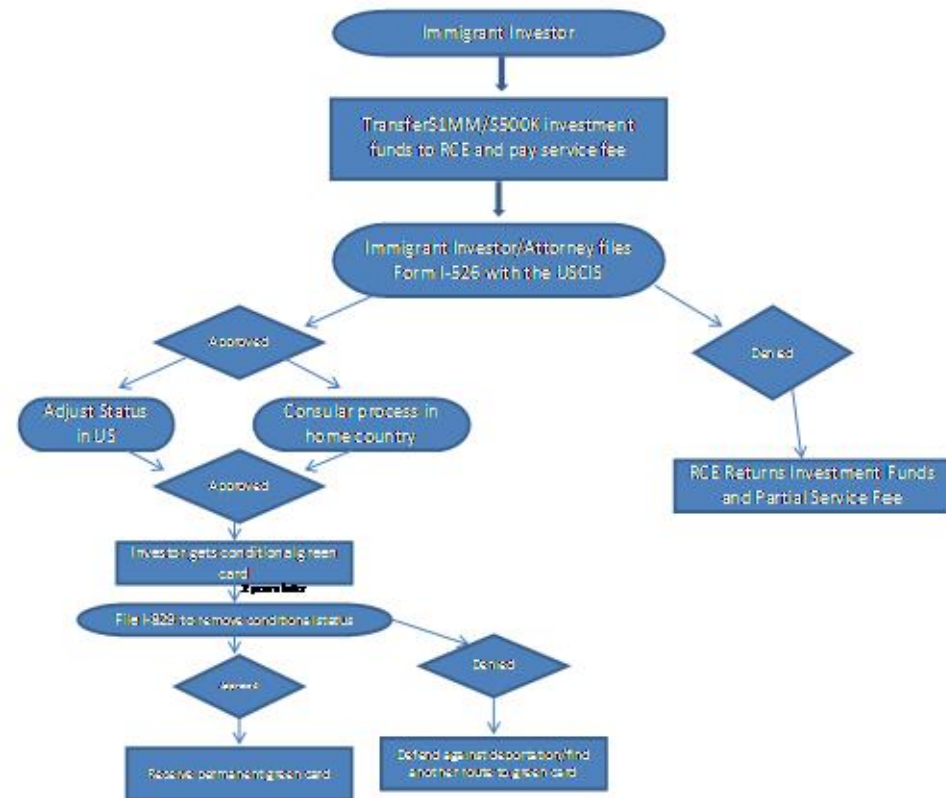 Immigrant Investor
Transfer$1MM/$500K investment
funds to RCE and pay service fee
Immigrant Investor/Attorney files
Form I-526 with the USCIS
Approved
Denied
Adjust Status
in US
Consular process in
home country
Approved
RCE Returns Investment Funds
and Partial Service Fee
Investor gets conditional green
card
2 years later
File I-829 to remove conditional status
Denied
Receive permanent green card
Defend against deportation/find
another route to green card